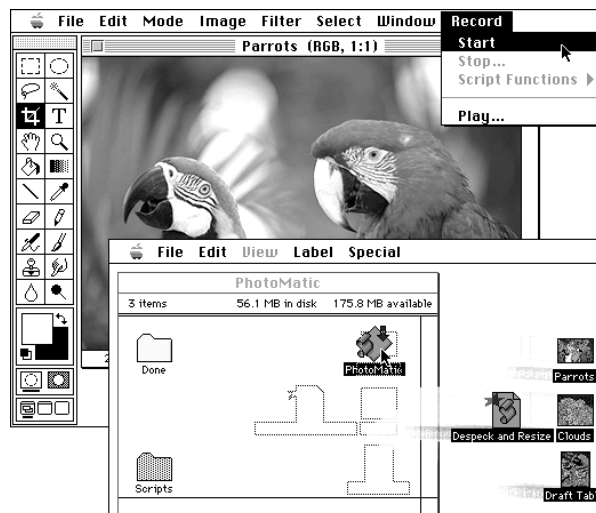 File Edit Mode Image Filter Select Window Record
Parrots (RGB, 1:1)
Start
Stop...
Script Functions
Play...
T
File Edit View Label Special
PhotoMatic
3 items 56.1 MB in disk 175.8 MB available
Done
PhotoMatic
Parrots
Despeck and Resize
Clouds
Scripts